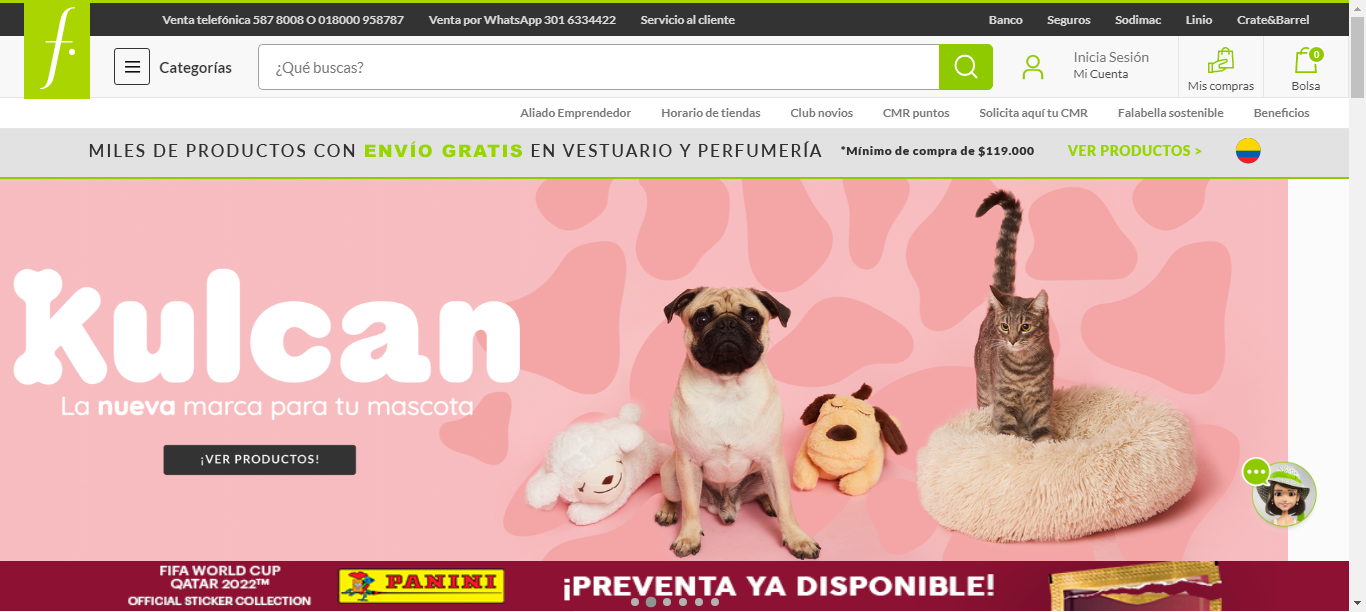 Venta telefónica 587 8008 O 018000 958787 Venta por WhatsApp 301 6334422 Servicio al cliente Banco Seguros Sodimac Linio Crate&Barrel
f.
Categorías ¿Qué buscas? Inicia Sesión
Mi Cuenta
Mis compras
0
Bolsa
Aliado Emprendedor Horario de tiendas Club novios CMR puntos Solicita aquí tu CMR Falabella sostenible Beneficios
MILES DE PRODUCTOS CON ENVÍO GRATIS EN VESTUARIO Y PERFUMERÍA *Mínimo de compra de $119.000 VER PRODUCTOS >
Kulcan
La nueva marca para tu mascota
¡VER PRODUCTOS!
FIFA WORLD CUP
QATAR 2022™
OFFICIAL STICKER COLLECTION
PANINI
¡PREVENTA YA DISPONIBLE!